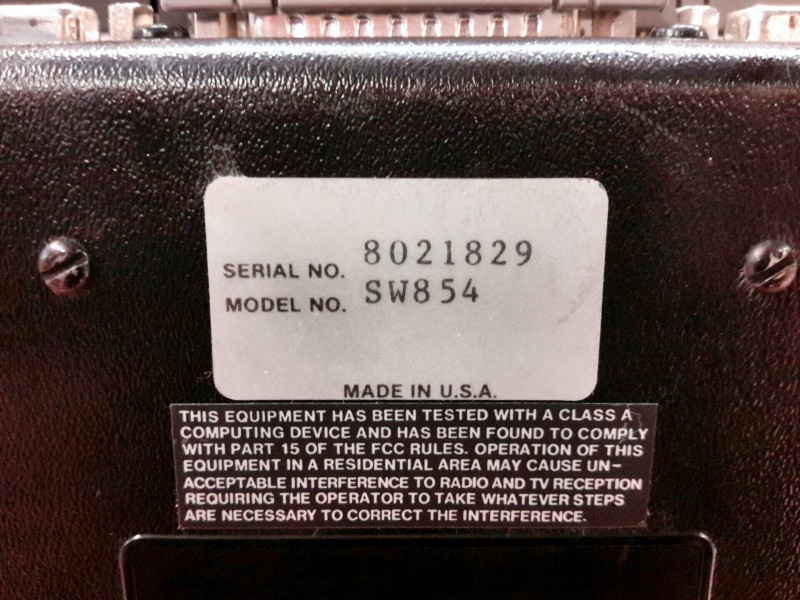 SERIAL NO. 8021829
MODEL NO. SW854
MADE IN U.S.A.
THIS EQUIPMENT HAS BEEN TESTED WITH A CLASS A
COMPUTING DEVICE AND HAS BEEN FOUND TO COMPLY
WITH PART 15 OF THE FCC RULES. OPERATION OF THIS
EQUIPMENT IN A RESIDENTIAL AREA MAY CAUSE UN-
ACCEPTABLE INTERFERENCE TO RADIO AND TV RECEPTION
REQUIRING THE OPERATOR TO TAKE WHATEVER STEPS
ARE NECESSARY TO CORRECT THE INTERFERENCE.